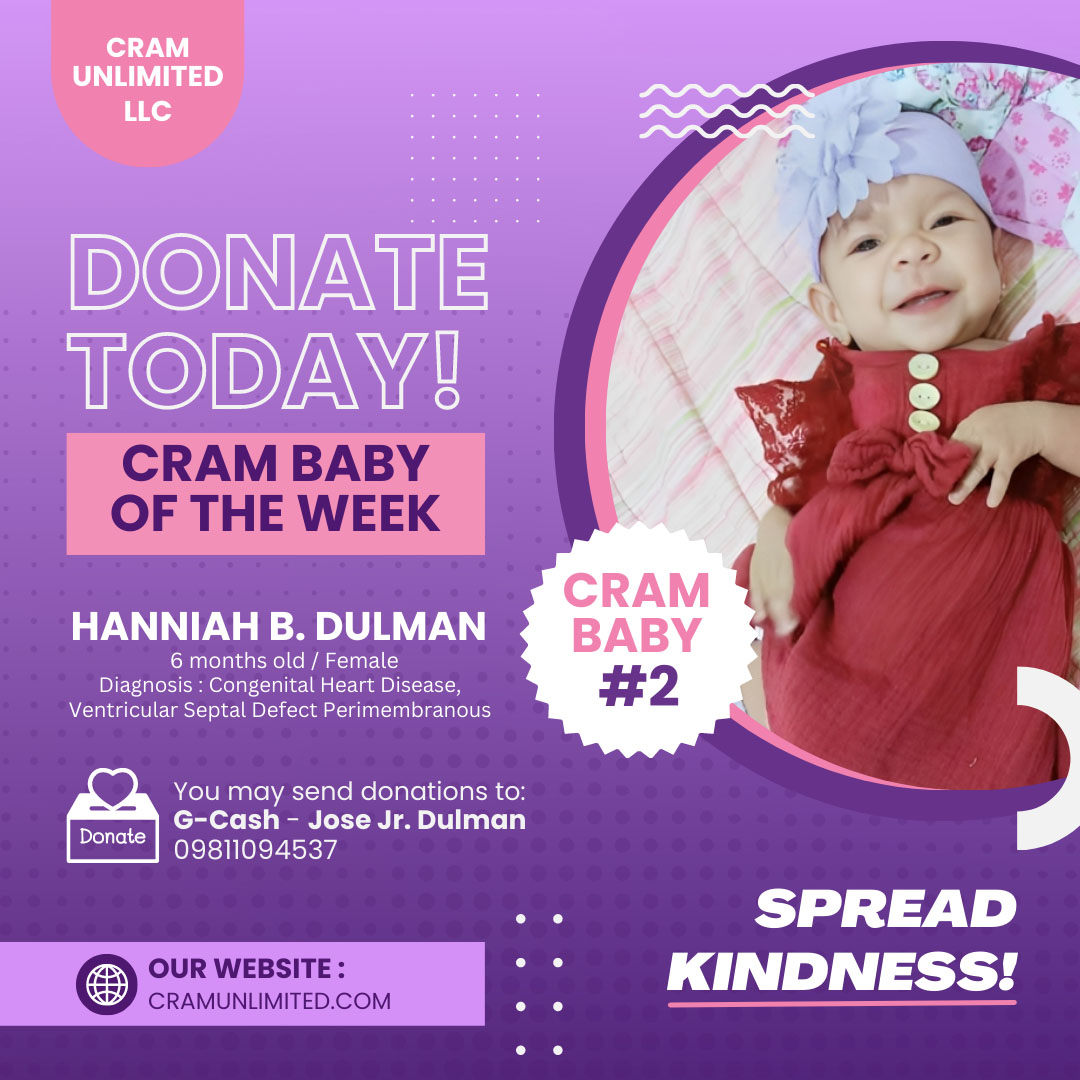 CRAM
UNLIMITED
LLC
DONATE
TODAY!
CRAM BABY
OF THE WEEK
HANNIAH B. DULMAN
6 months old / Female
Diagnosis : Congenital Heart Disease,
Ventricular Septal Defect Perimembranous
CRAM
BABY
#2
Donate
You may send donations to:
G-Cash - Jose Jr. Dulman
09811094537
SPREAD
KINDNESS!
OUR WEBSITE :
CRAMUNLIMITED.COM